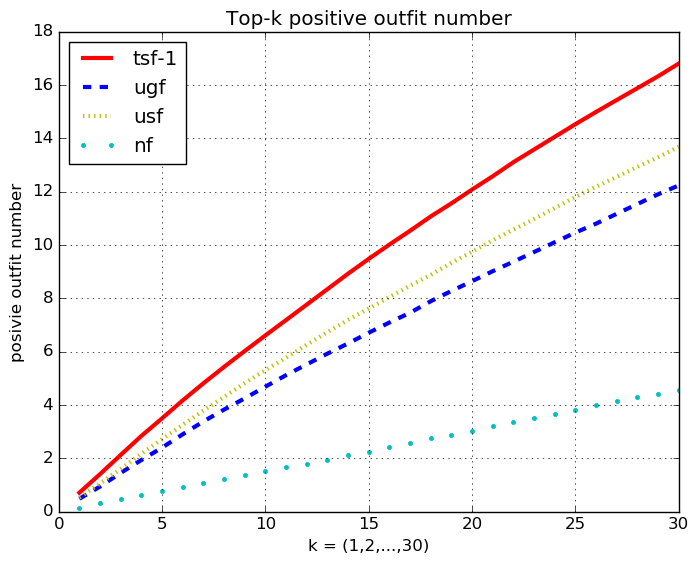 Top-k positive outfit number
18
16
14
12
10
8
6
4
2
0
posivie outfit number
tsf-1
ugf
usf
nf
0 5 10 15 20 25 30
k = (1,2,...,30)